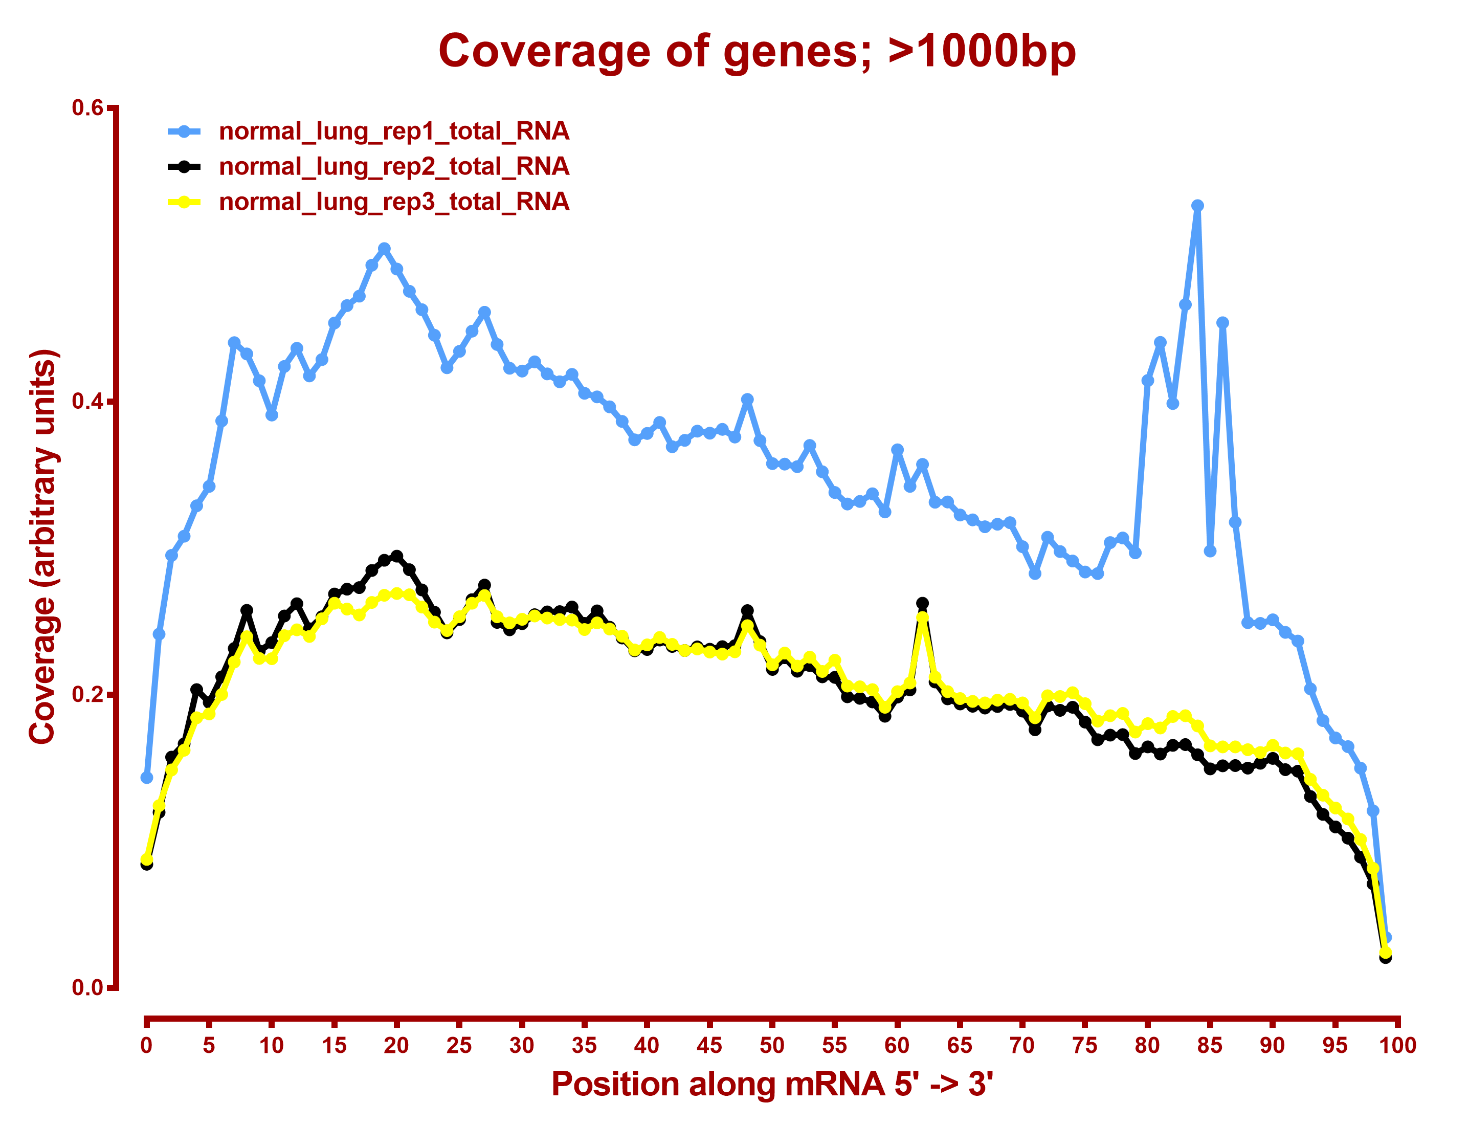 Coverage of genes; >1000bp
normal_lung_rep1_total_RNA
normal_lung_rep2_total_RNA
normal_lung_rep3_total_RNA
Coverage (arbitrary units)
0.6
0.4
0.2
0.0
0 5 10 15 20 25 30 35 40 45 50 55 60 65 70 75 80 85 90 95 100
Position along mRNA 5' -> 3'